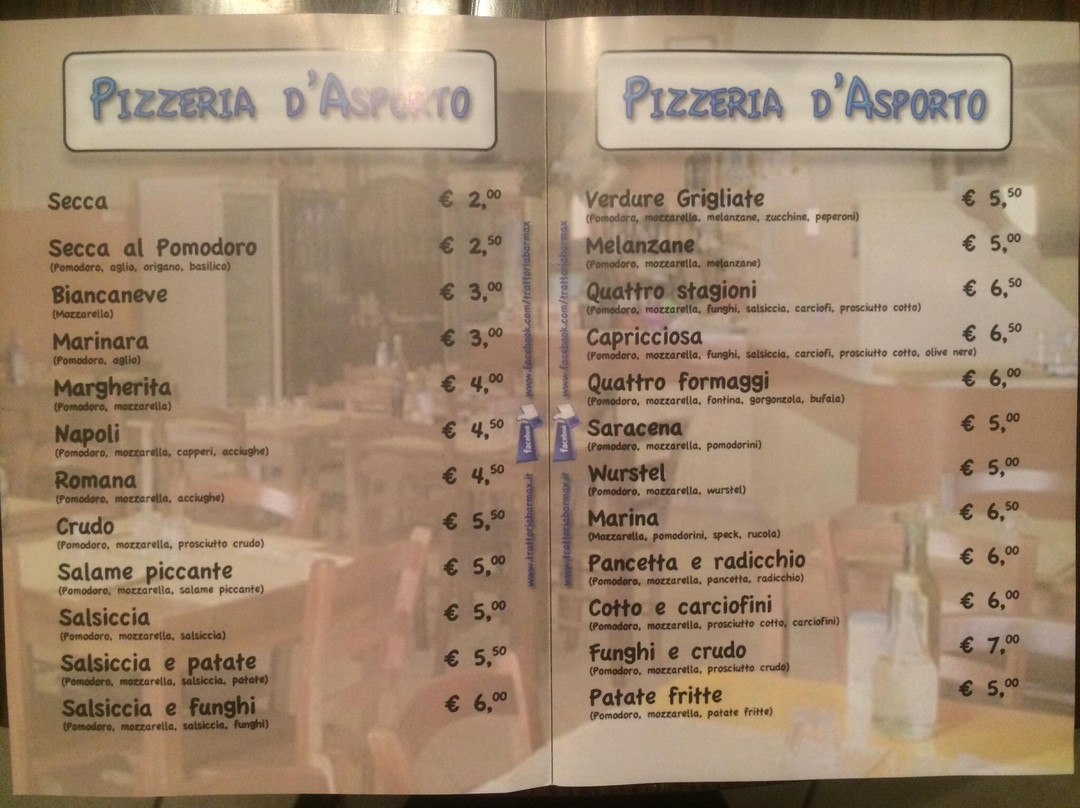 Pizzeria d'Asporto
Secca € 2,00
Secca al Pomodoro € 2,50
(Pomodoro, aglio, origano, basilico)
Biancaneve € 3,00
(Mozzarella)
Marinara € 3,00
(Pomodoro, aglio)
Margherita € 4,00
(Pomodoro, mozzarella)
Napoli € 4,50
(Pomodoro, mozzarella, capperi, acciughe)
Romana € 4,50
(Pomodoro, mozzarella, acciughe)
Crudo € 5,50
(Pomodoro, mozzarella, prosciutto crudo)
Salame piccante € 5,00
(Pomodoro, mozzarella, salame piccante)
Salsiccia € 5,00
(Pomodoro, mozzarella, salsiccia)
Salsiccia e patate € 5,50
(Pomodoro, mozzarella, salsiccia, patate)
Salsiccia e funghi € 6,00
(Pomodoro, mozzarella, salsiccia, funghi)
www.trattoriabarmax.it
facebook
www.facebook.com/trattoriabarmax
www.trattoriabarmax.it
facebook
www.facebook.com/trattoriabarmax
Pizzeria d'Asporto
Verdure Grigliate € 5,50
(Pomodoro, mozzarella, melanzane, zucchine, peperoni)
Melanzane € 5,00
(Pomodoro, mozzarella, melanzane)
Quattro stagioni € 6,50
(Pomodoro, mozzarella, funghi, salsiccia, carciofi, prosciutto cotto)
Capricciosa € 6,50
(Pomodoro, mozzarella, funghi, salsiccia, carciofi, prosciutto cotto, olive nere)
Quattro formaggi € 6,00
(Pomodoro, mozzarella, fontina, gorgonzola, bufala)
Saracena € 5,00
(Pomodoro, mozzarella, pomodorini)
Wurstel € 5,00
(Pomodoro, mozzarella, wurstel)
Marina € 6,50
(Mozzarella, pomodorini, speck, rucola)
Pancetta e radicchio € 6,00
(Pomodoro, mozzarella, pancetta, radicchio)
Cotto e carciofini € 6,00
(Pomodoro, mozzarella, prosciutto cotto, carciofini)
Funghi e crudo € 7,00
(Pomodoro, mozzarella, prosciutto crudo)
Patate fritte € 5,00
(Pomodoro, mozzarella, patate fritte)